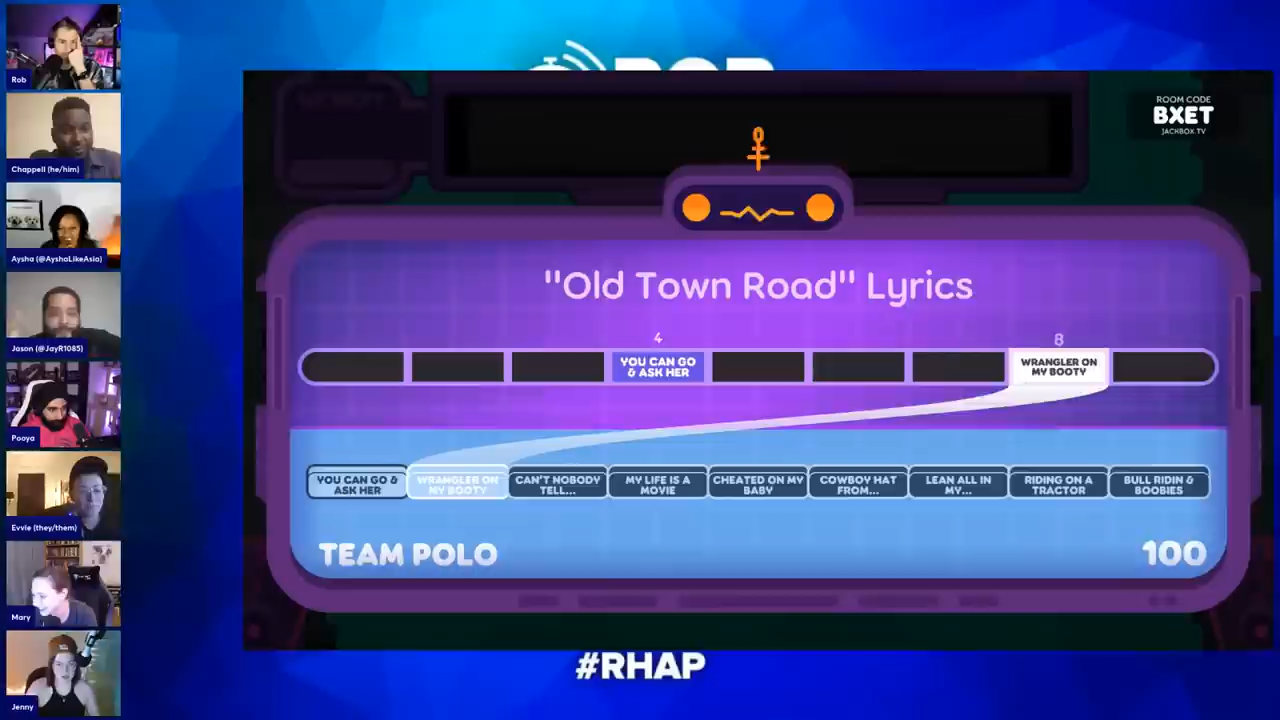 Rob
Chappell (he/him)
Aysha (@AyshaLikeAsia)
Jason (@JayR1085)
Pooya
Evvie (they/them)
Mary
Jenny
ROOM CODE
BXET
JACKBOX.TV
"Old Town Road" Lyrics
4
8
YOU CAN GO
& ASK HER
WRANGLER ON
MY BOOTY
YOU CAN GO &
ASK HER
WRANGLER ON
MY BOOTY
CAN'T NOBODY
TELL...
MY LIFE IS A
MOVIE
CHEATED ON MY
BABY
COWBOY HAT
FROM...
LEAN ALL IN
MY...
RIDING ON A
TRACTOR
BULL RIDIN &
BOOBIES
TEAM POLO
100
#RHAP